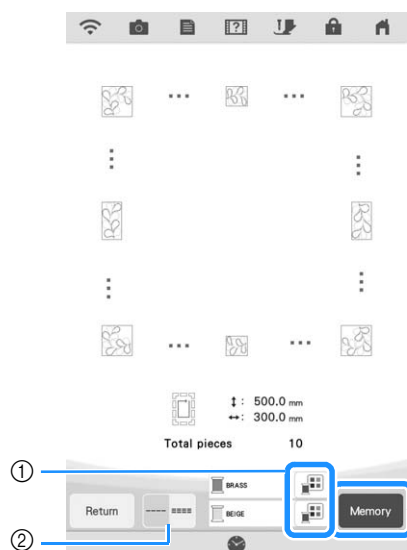 ↕: 500.0 mm
↔: 300.0 mm
Total pieces 10
①
BRASS
Return
BEIGE
Memory
②